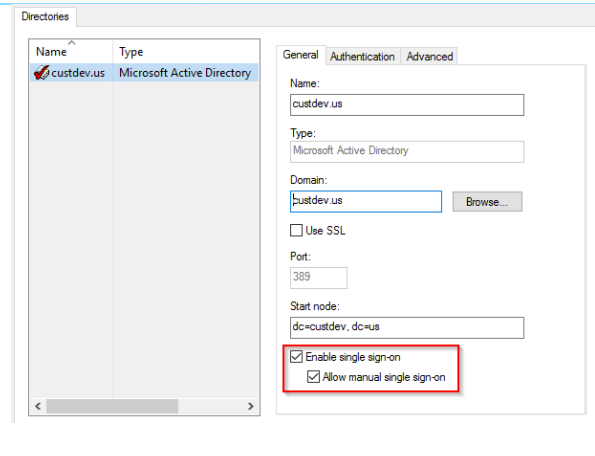 Directories
Name Type
custdev.us Microsoft Active Directory
General Authentication Advanced
Name:
custdev.us
Type:
Microsoft Active Directory
Domain:
custdev.us Browse...
Use SSL
Port:
389
Start node:
dc=custdev, dc=us
Enable single sign-on
Allow manual single sign-on